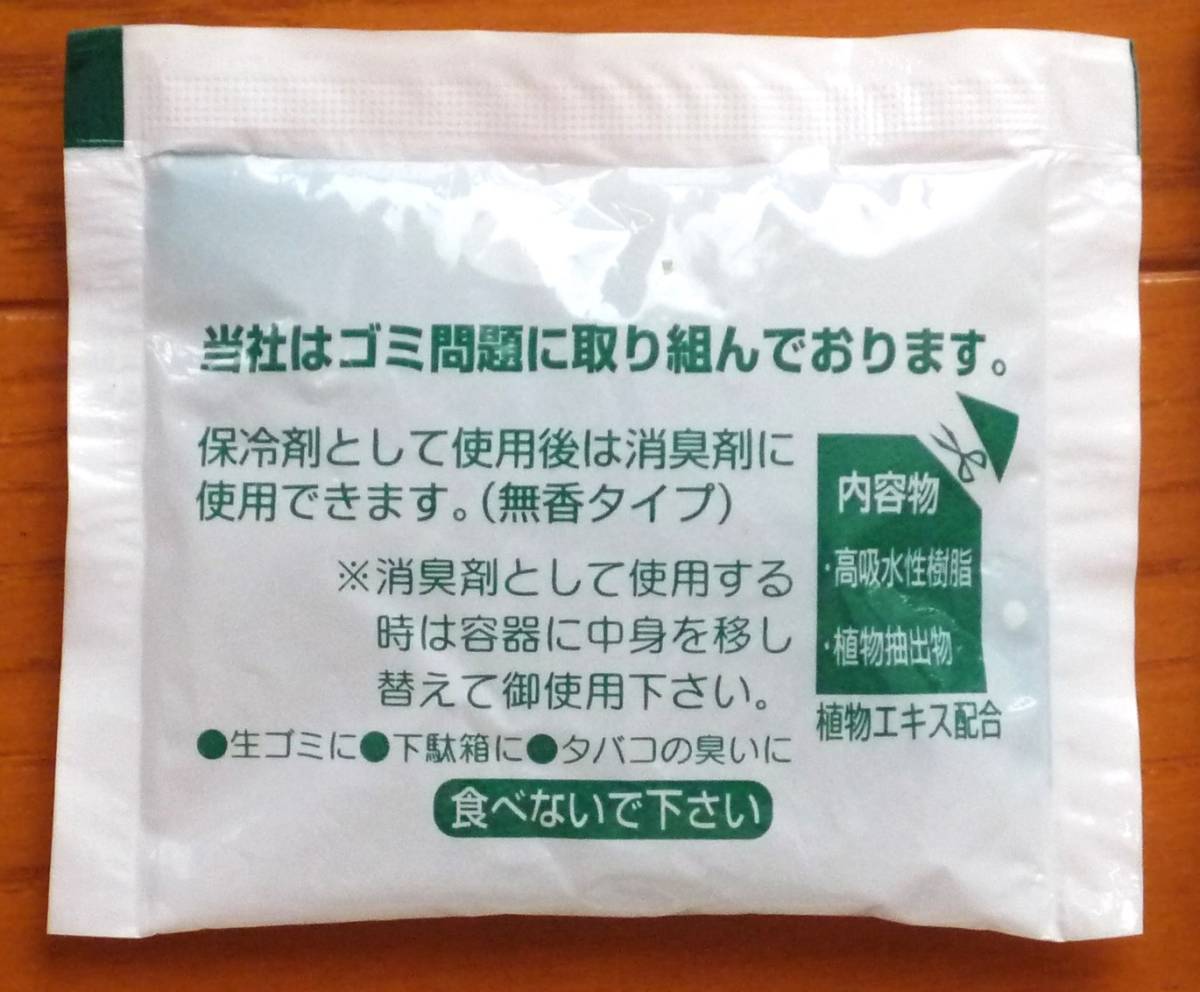 当社はゴミ問題に取り組んでおります。
保冷剤として使用後は消臭剤に
使用できます。(無香タイプ)
※消臭剤として使用する
時は容器に中身を移し
替えて御使用下さい。
●生ゴミに●下駄箱に●タバコの臭いに
食べないで下さい
内容物
・高吸水性樹脂
・植物抽出物
植物エキス配合